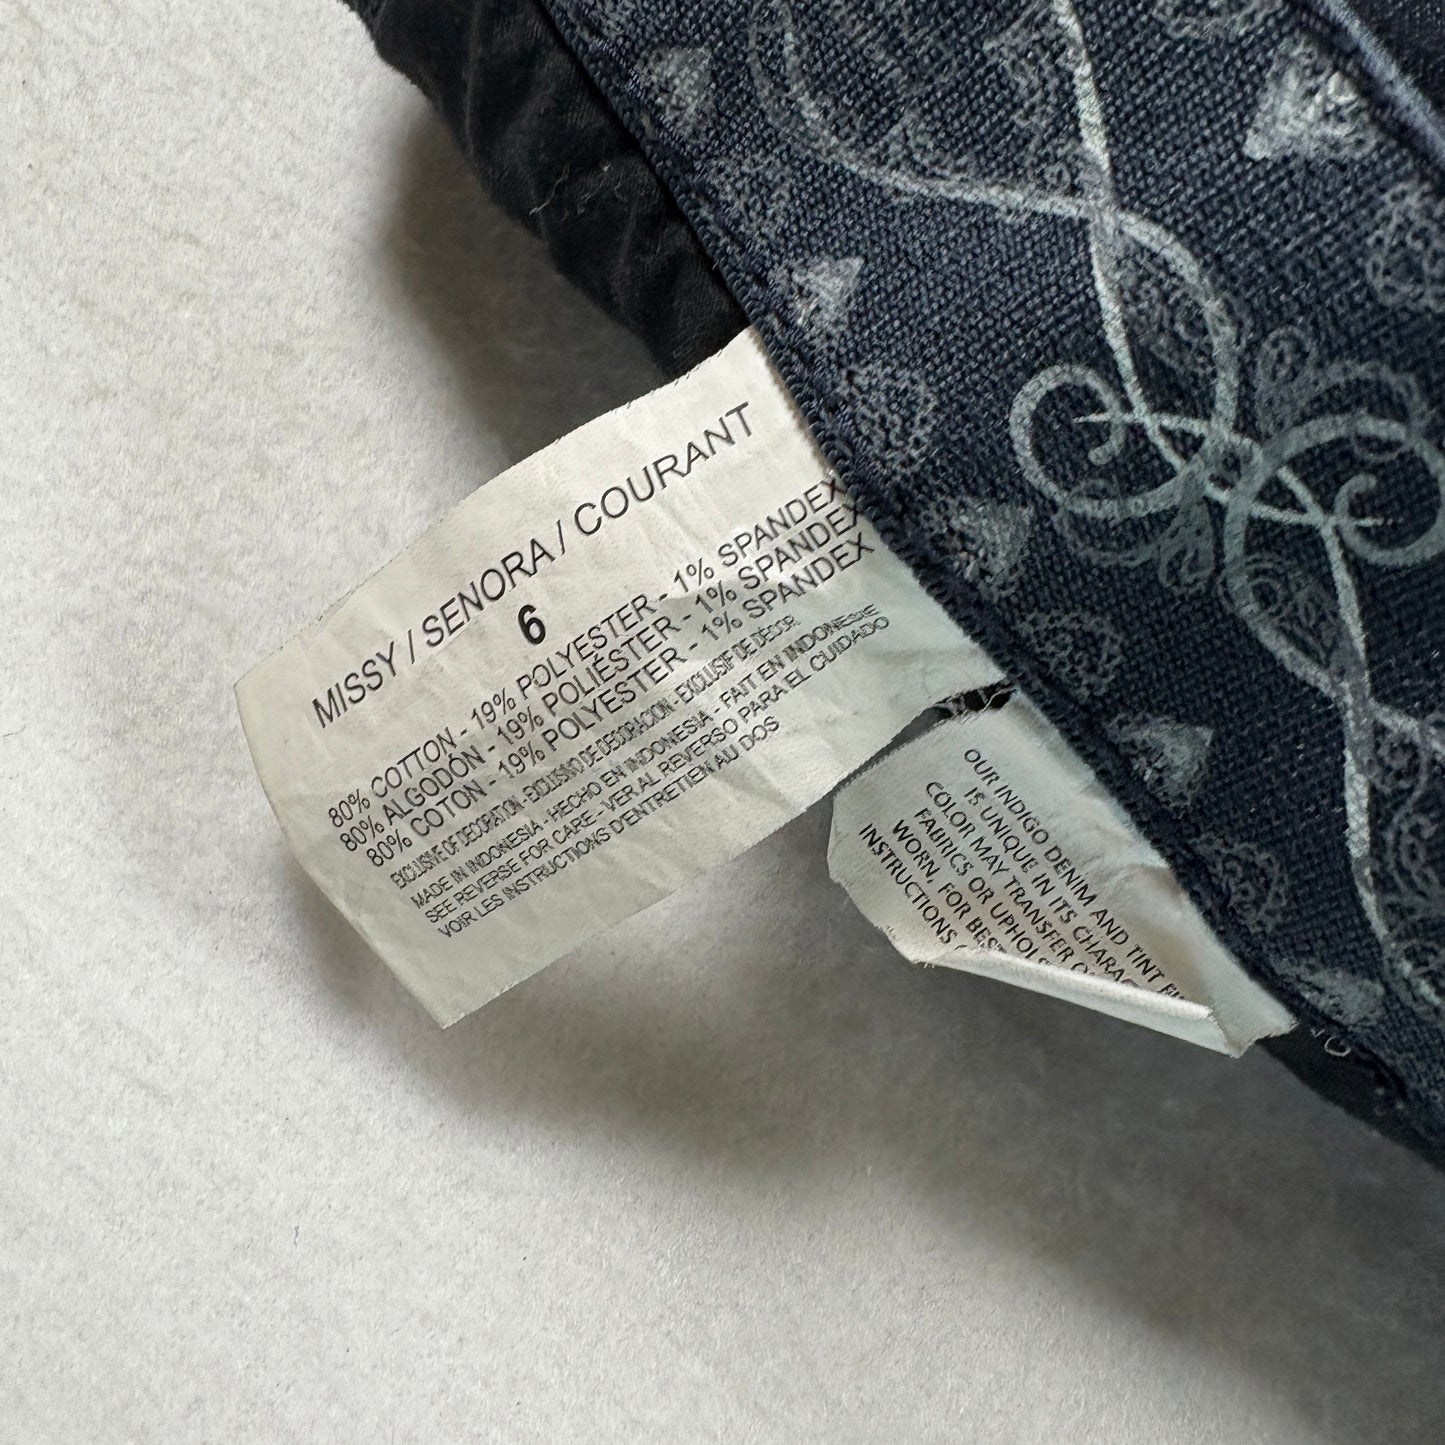 MISSY / SENORA / COURANT
6
80% COTTON - 19% POLYESTER - 1% SPANDEX
80% ALGODÓN - 19% POLIÉSTER - 1% SPANDEX
80% COTON - 19% POLYESTER - 1% SPANDEX
EXCLUSIVE OF DECORATION - EXCLUSIVO DE DECORACION - EXCLUSIF DE DÉCOR
MADE IN INDONESIA - HECHO EN INDONESIA - FAIT EN INDONESIE
SEE REVERSE FOR CARE - VER AL REVERSO PARA EL CUIDADO
VOIR LES INSTRUCTIONS D'ENTRETIEN AU DOS
OUR INDIGO DENIM AND TINT
IS UNIQUE IN ITS
COLOR MAY TRANSFER
FABRICS OR
WORN, FOR
INSTRUCTIONS